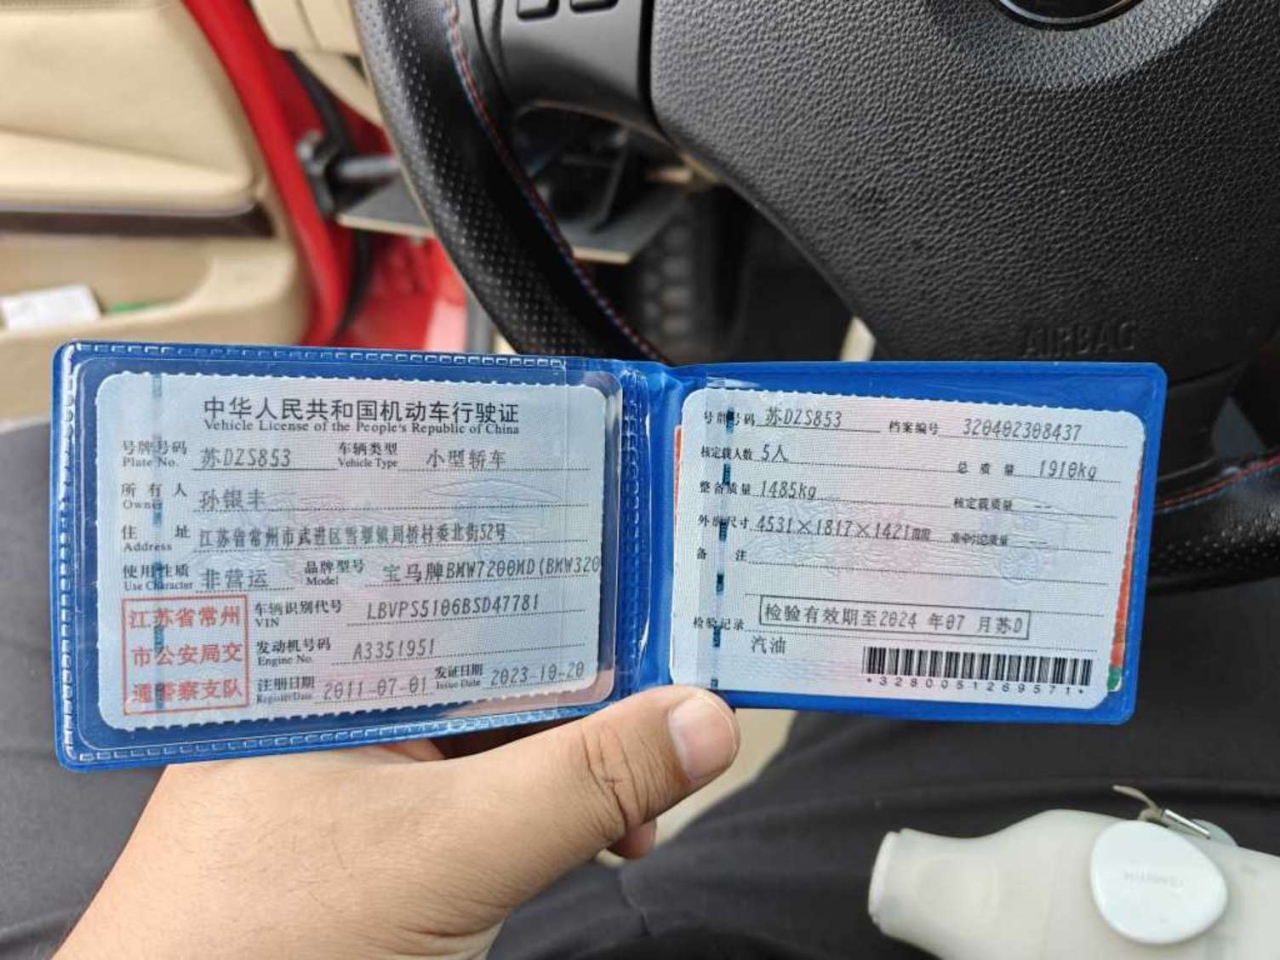 中华人民共和国机动车行驶证
Vehicle License of the People's Republic of China
号牌号码 苏DZS853 车辆类型 小型轿车
Plate No. Vehicle Type
所有人 孙银丰
Owner
住址 江苏省常州市武进区雪堰镇周桥村委北街52号
Address
使用性质 非营运 品牌型号 宝马牌BMW7200MD(BMW320
Use Character Model
江苏省常州
市公安局交
通警察支队
车辆识别代号 LBVPS5106BSD47781
VIN
发动机号码 A3351951
Engine No.
注册日期 2011-07-01 发证日期 2023-10-20
Register Date Issue Date
号牌号码 苏DZS853 档案编号 320402308437
核定载人数 5人 总质量 1910kg
整备质量 1485kg 核定载质量 --
外廓尺寸 4531×1817×1421mm 准牵引总质量 --
备注
检验记录 检验有效期至2024年07月苏D
汽油
*3280051269571*
AIRBAG